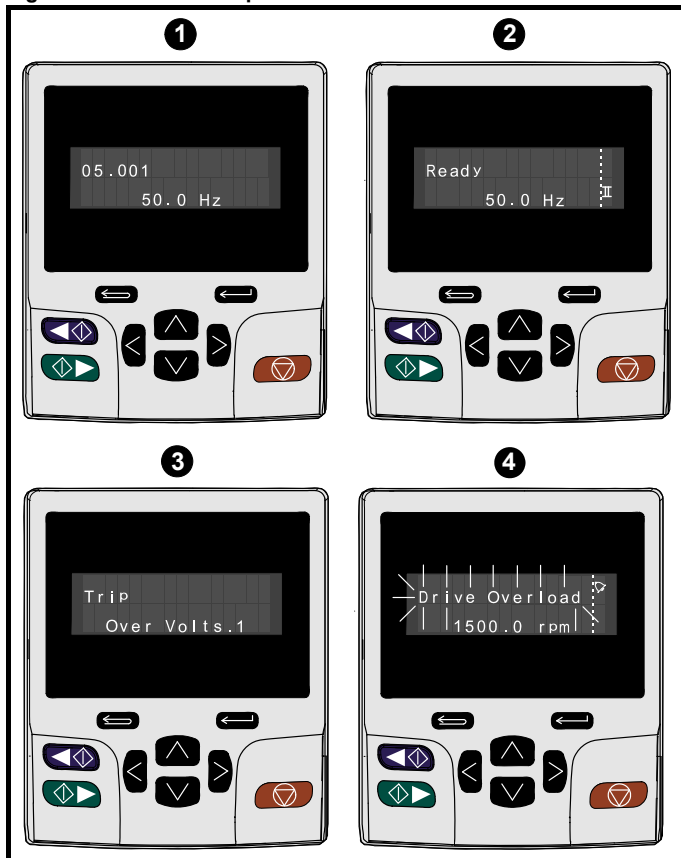 1
2
05.001
50.0 Hz
Ready
50.0 Hz
3
4
Trip
Over Volts.1
Drive Overload
1500.0 rpm